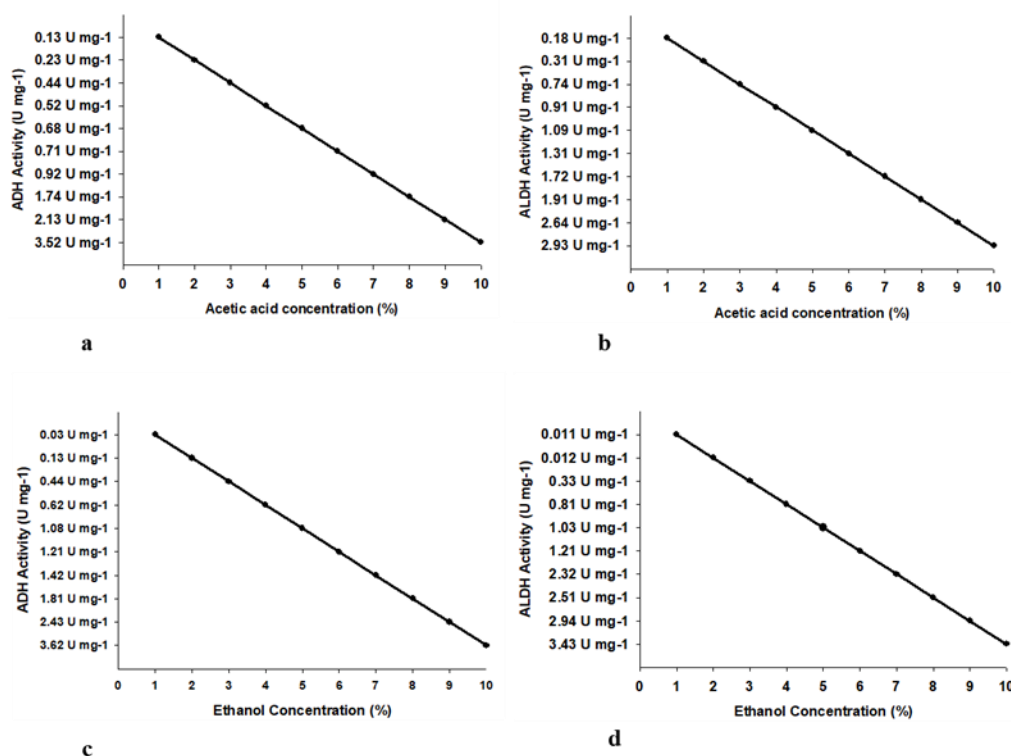 0.13 U mg-1
0.23 U mg-1
0.44 U mg-1
0.52 U mg-1
0.68 U mg-1
0.71 U mg-1
0.92 U mg-1
1.74 U mg-1
2.13 U mg-1
3.52 U mg-1
ADH Activity (U mg-1)
0 1 2 3 4 5 6 7 8 9 10
Acetic acid concentration (%)
a
0.18 U mg-1
0.31 U mg-1
0.74 U mg-1
0.91 U mg-1
1.09 U mg-1
1.31 U mg-1
1.72 U mg-1
1.91 U mg-1
2.64 U mg-1
2.93 U mg-1
ALDH Activity (U mg-1)
0 1 2 3 4 5 6 7 8 9 10
Acetic acid concentration (%)
b
0.03 U mg-1
0.13 U mg-1
0.44 U mg-1
0.62 U mg-1
1.08 U mg-1
1.21 U mg-1
1.42 U mg-1
1.81 U mg-1
2.43 U mg-1
3.62 U mg-1
ADH Activity (U mg-1)
0 1 2 3 4 5 6 7 8 9 10
Ethanol Concentration (%)
c
0.011 U mg-1
0.012 U mg-1
0.33 U mg-1
0.81 U mg-1
1.03 U mg-1
1.21 U mg-1
2.32 U mg-1
2.51 U mg-1
2.94 U mg-1
3.43 U mg-1
ALDH Activity (U mg-1)
0 1 2 3 4 5 6 7 8 9 10
Ethanol Concentration (%)
d